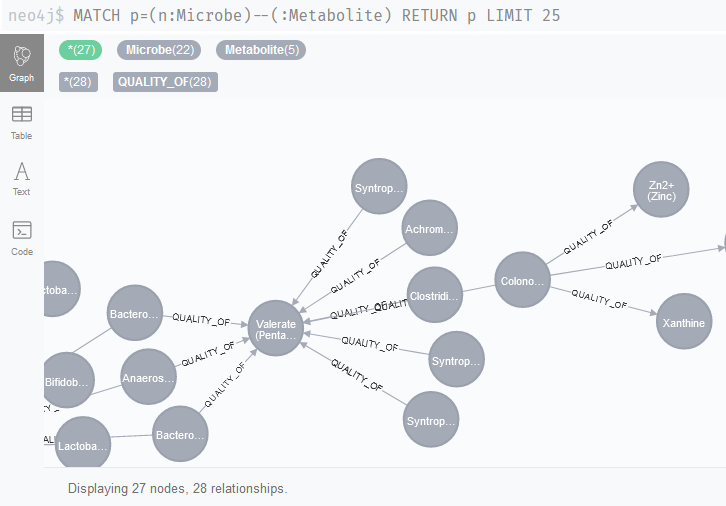 neo4j$ MATCH p=(n:Microbe)--(:Metabolite) RETURN p LIMIT 25
*(27) Microbe(22) Metabolite(5)
*(28) QUALITY_OF(28)
Graph
Table
Text
Code
Syntrop...
Zn2+
(Zinc)
Achrom...
QUALITY_OF
QUALITY_OF
QUALITY_OF
QUALITY_OF
Colono...
ctoba...
Clostridi...
QUALITY_OF
QUALITY_OF
QUALIT
Bactero...
QUALITY_OF
Valerate
(Penta...
Xanthine
QUALITY_OF
QUALITY_OF
Syntrop...
Bifidob...
Anaeros...
QUALITY_OF
QUALITY_OF
Syntrop...
Bactero...
Lactoba...
Displaying 27 nodes, 28 relationships.